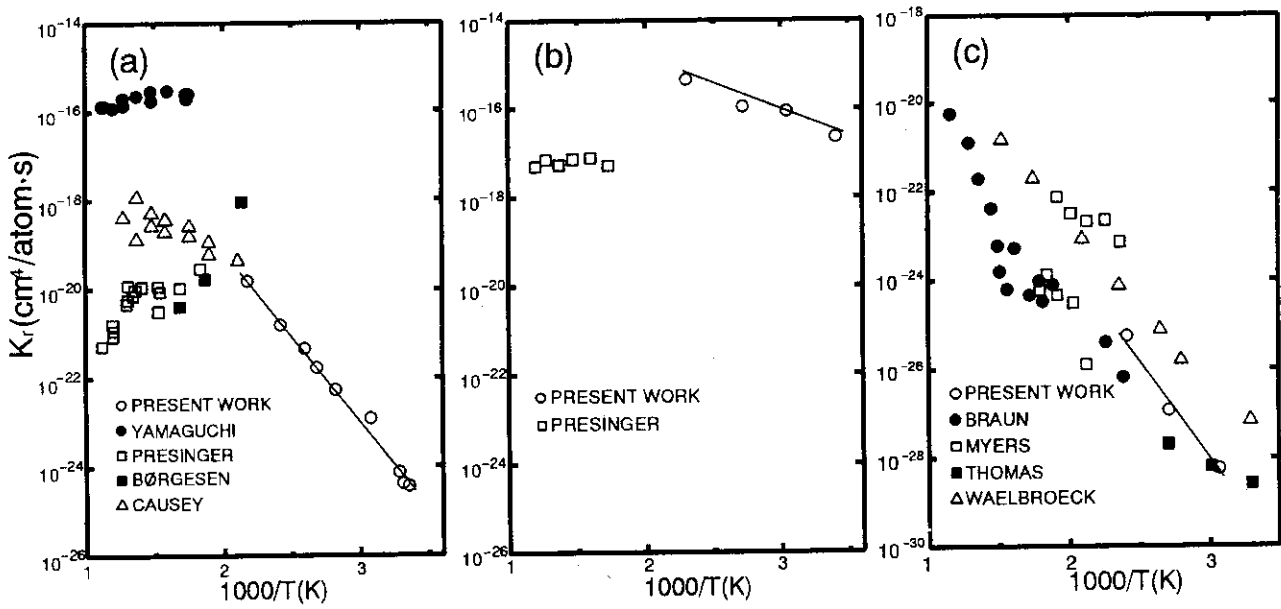 Kr(cm⁴/atom·s)
(a)
10⁻¹⁴
10⁻¹⁶
10⁻¹⁸
10⁻²⁰
10⁻²²
10⁻²⁴
10⁻²⁶
PRESENT WORK
YAMAGUCHI
PRESINGER
BØRGESEN
CAUSEY
1 2 3
1000/T(K)
(b)
10⁻¹⁴
10⁻¹⁶
10⁻¹⁸
10⁻²⁰
10⁻²²
10⁻²⁴
10⁻²⁶
PRESENT WORK
PRESINGER
1 2 3
1000/T(K)
(c)
10⁻¹⁸
10⁻²⁰
10⁻²²
10⁻²⁴
10⁻²⁶
10⁻²⁸
10⁻³⁰
PRESENT WORK
BRAUN
MYERS
THOMAS
WAELBROECK
1 2 3
1000/T(K)